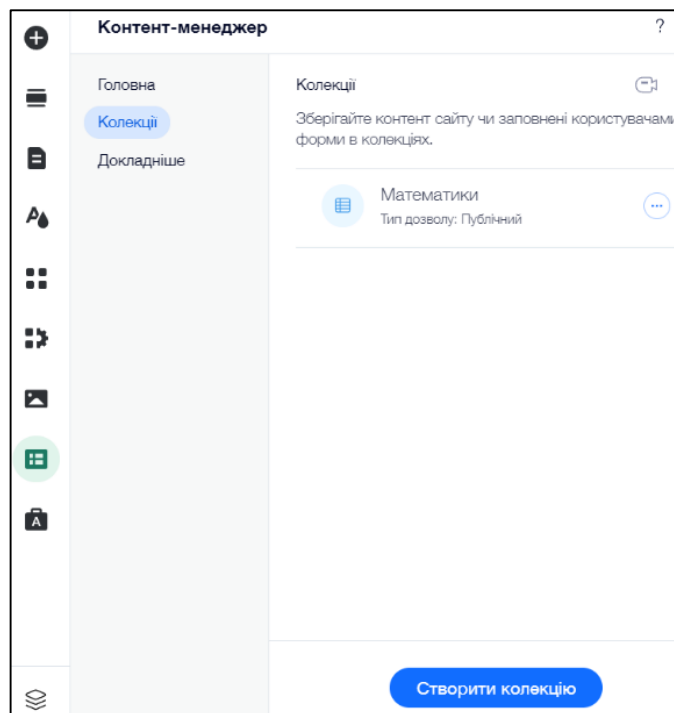 Контент-менеджер
?
Головна
Колекції
Докладніше
Колекції
Зберігайте контент сайту чи заповнені користувачами
форми в колекціях.
Математики
Тип дозволу: Публічний
A
A
Створити колекцію